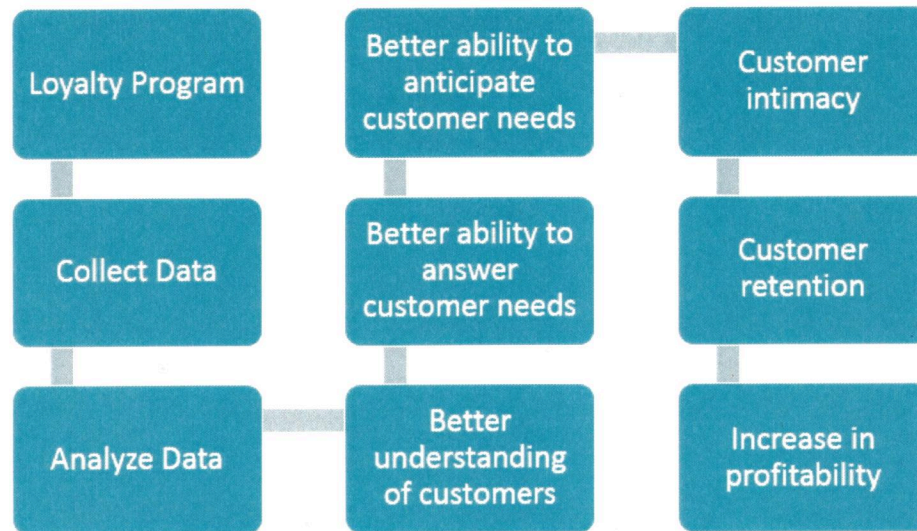 Loyalty Program
Collect Data
Analyze Data
Better
understanding
of customers
Better ability to
answer
customer needs
Better ability to
anticipate
customer needs
Customer
intimacy
Customer
retention
Increase in
profitability